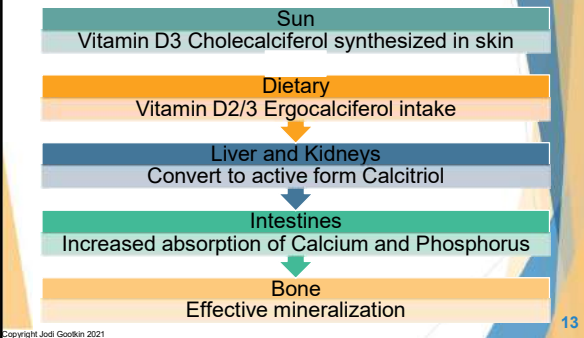 Sun
Vitamin D3 Cholecalciferol synthesized in skin
Dietary
Vitamin D2/3 Ergocalciferol intake
Liver and Kidneys
Convert to active form Calcitriol
Intestines
Increased absorption of Calcium and Phosphorus
Bone
Effective mineralization
Copyright Jodi Gootkin 2021
13